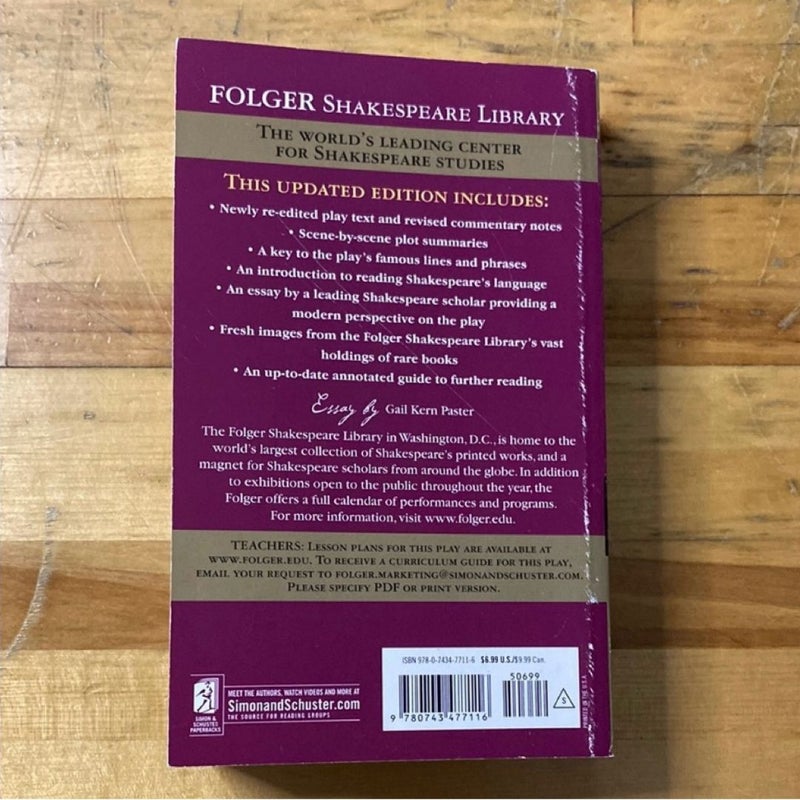 FOLGER SHAKESPEARE LIBRARY
THE WORLD'S LEADING CENTER
FOR SHAKESPEARE STUDIES
THIS UPDATED EDITION INCLUDES:
• Newly re-edited play text and revised commentary notes
• Scene-by-scene plot summaries
• A key to the play's famous lines and phrases
• An introduction to reading Shakespeare's language
• An essay by a leading Shakespeare scholar providing a
modern perspective on the play
• Fresh images from the Folger Shakespeare Library's vast
holdings of rare books
• An up-to-date annotated guide to further reading
Essay by Gail Kern Paster
The Folger Shakespeare Library in Washington, D.C., is home to the
world's largest collection of Shakespeare's printed works, and a
magnet for Shakespeare scholars from around the globe. In addition
to exhibitions open to the public throughout the year, the
Folger offers a full calendar of performances and programs.
For more information, visit www.folger.edu.
TEACHERS: LESSON PLANS FOR THIS PLAY ARE AVAILABLE AT
WWW.FOLGER.EDU. TO RECEIVE A CURRICULUM GUIDE FOR THIS PLAY,
EMAIL YOUR REQUEST TO FOLGER.MARKETING@SIMONANDSCHUSTER.COM.
PLEASE SPECIFY PDF OR PRINT VERSION.
ISBN 978-0-7434-7711-6 $6.99 U.S./$9.99 Can.
50699
9 780743 477116
S
PRINTED IN THE U.S.A.
MEET THE AUTHORS, WATCH VIDEOS AND MORE AT
SimonandSchuster.com
THE SOURCE FOR READING GROUPS
SIMON &
SCHUSTER
PAPERBACKS